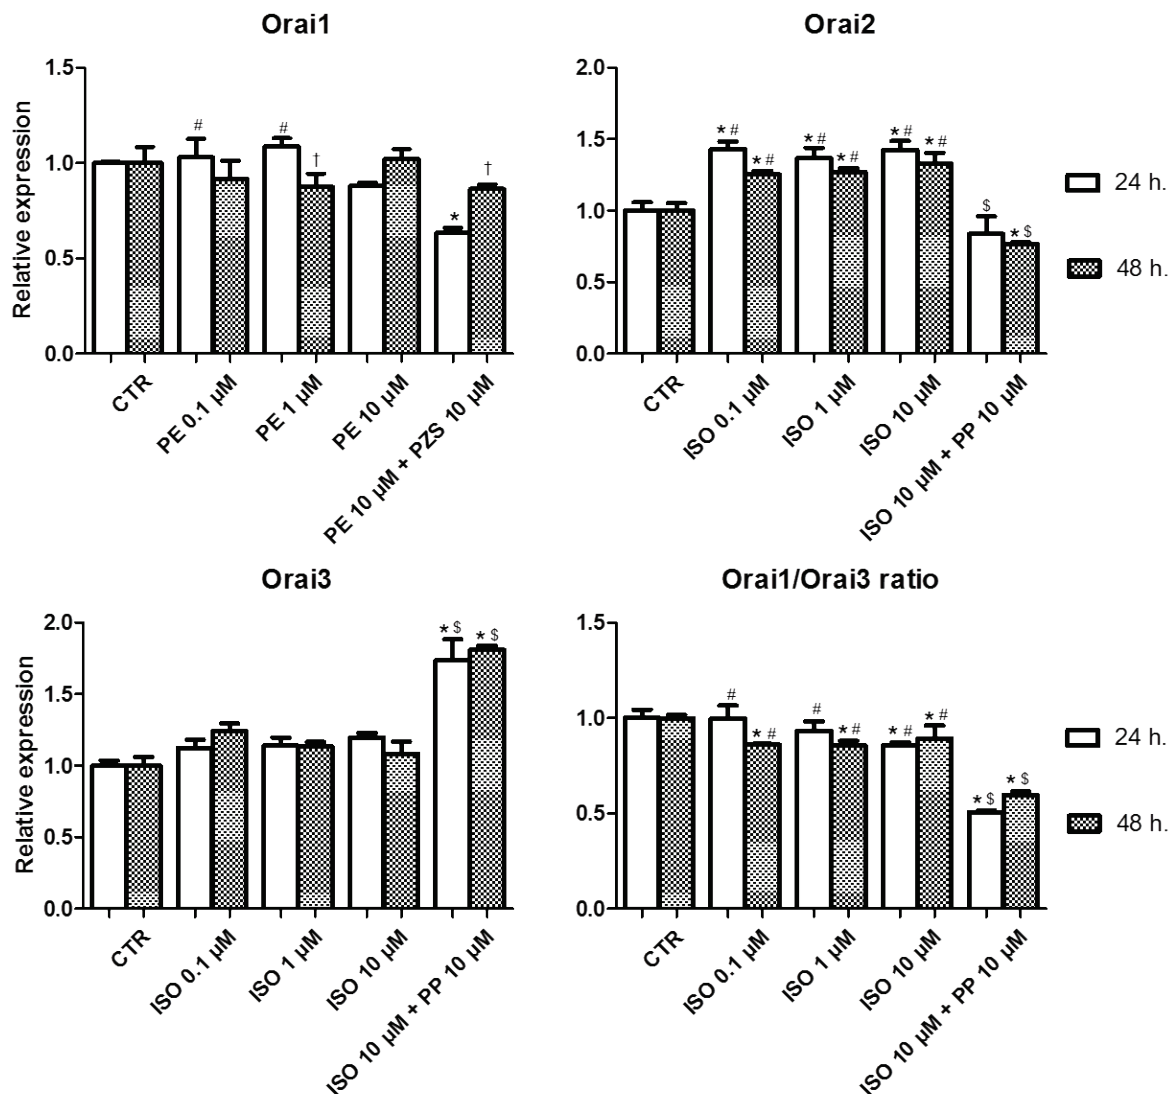 Orai1
Relative expression
1.5
1.0
0.5
0.0
#
#
†
*
†
CTR
PE 0.1 µM
PE 1 µM
PE 10 µM
PE 10 µM + PZS 10 µM
Orai2
2.0
1.5
1.0
0.5
0.0
* #
* #
* #
* #
* #
* #
$
* $
CTR
ISO 0.1 µM
ISO 1 µM
ISO 10 µM
ISO 10 µM + PP 10 µM
24 h.
48 h.
Orai3
Relative expression
2.0
1.5
1.0
0.5
0.0
* $
* $
CTR
ISO 0.1 µM
ISO 1 µM
ISO 10 µM
ISO 10 µM + PP 10 µM
Orai1/Orai3 ratio
1.5
1.0
0.5
0.0
#
* #
#
* #
* #
* #
* $
* $
CTR
ISO 0.1 µM
ISO 1 µM
ISO 10 µM
ISO 10 µM + PP 10 µM
24 h.
48 h.